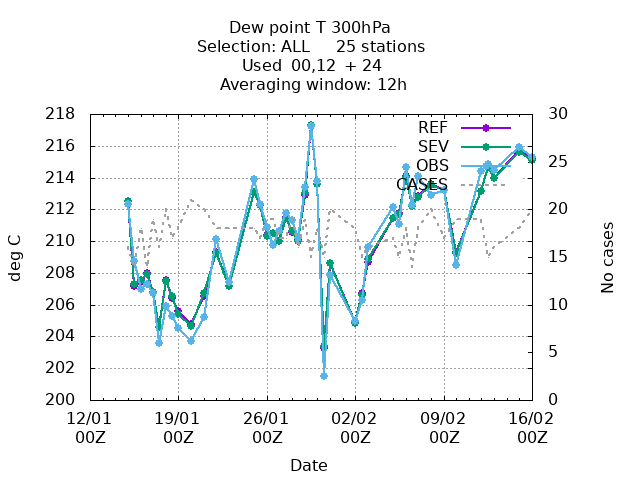 Dew point T 300hPa
Selection: ALL 25 stations
Used 00,12 + 24
Averaging window: 12h
218
216
214
212
210
208
206
204
202
200
30
25
20
15
10
5
0
REF
SEV
OBS
CASES
deg C
No cases
12/01 19/01 26/01 02/02 09/02 16/02
00Z 00Z 00Z 00Z 00Z 00Z
Date